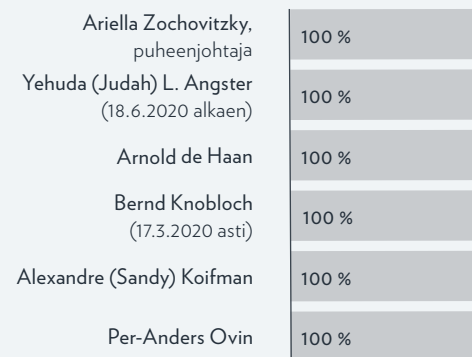 Ariella Zochovitzky,
puheenjohtaja
100 %
Yehuda (Judah) L. Angster
(18.6.2020 alkaen)
100 %
Arnold de Haan
100 %
Bernd Knobloch
(17.3.2020 asti)
100 %
Alexandre (Sandy) Koifman
100 %
Per-Anders Ovin
100 %